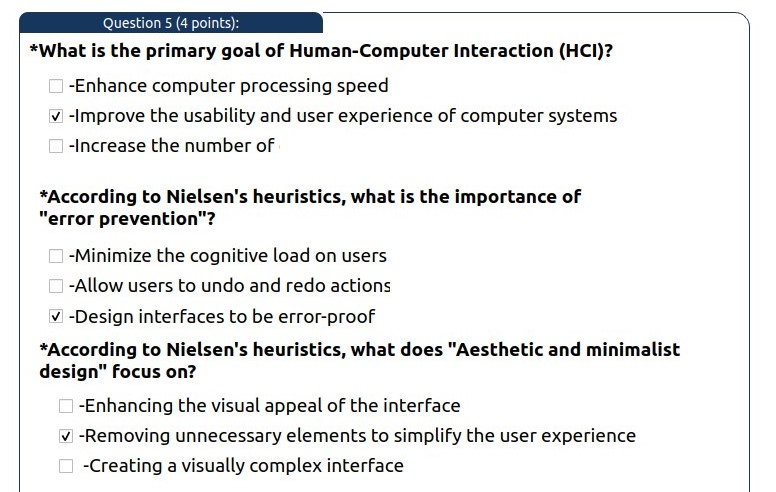 Question 5 (4 points):
*What is the primary goal of Human-Computer Interaction (HCI)?
-Enhance computer processing speed
-Improve the usability and user experience of computer systems
-Increase the number of
*According to Nielsen's heuristics, what is the importance of
"error prevention"?
-Minimize the cognitive load on users
-Allow users to undo and redo actions
-Design interfaces to be error-proof
*According to Nielsen's heuristics, what does "Aesthetic and minimalist
design" focus on?
-Enhancing the visual appeal of the interface
-Removing unnecessary elements to simplify the user experience
-Creating a visually complex interface